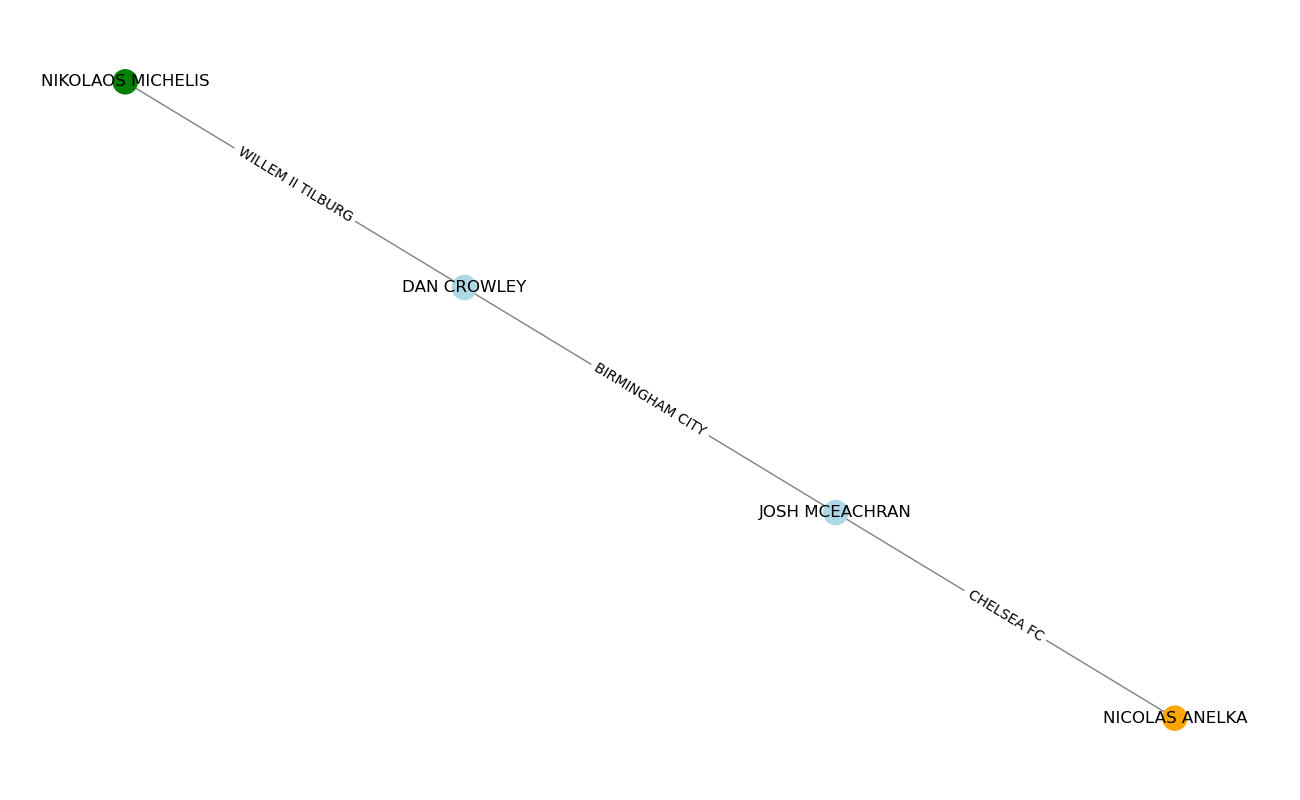 NIKOLAOS MICHELIS
WILLEM II TILBURG
DAN CROWLEY
BIRMINGHAM CITY
JOSH MCEACHRAN
CHELSEA FC
NICOLAS ANELKA